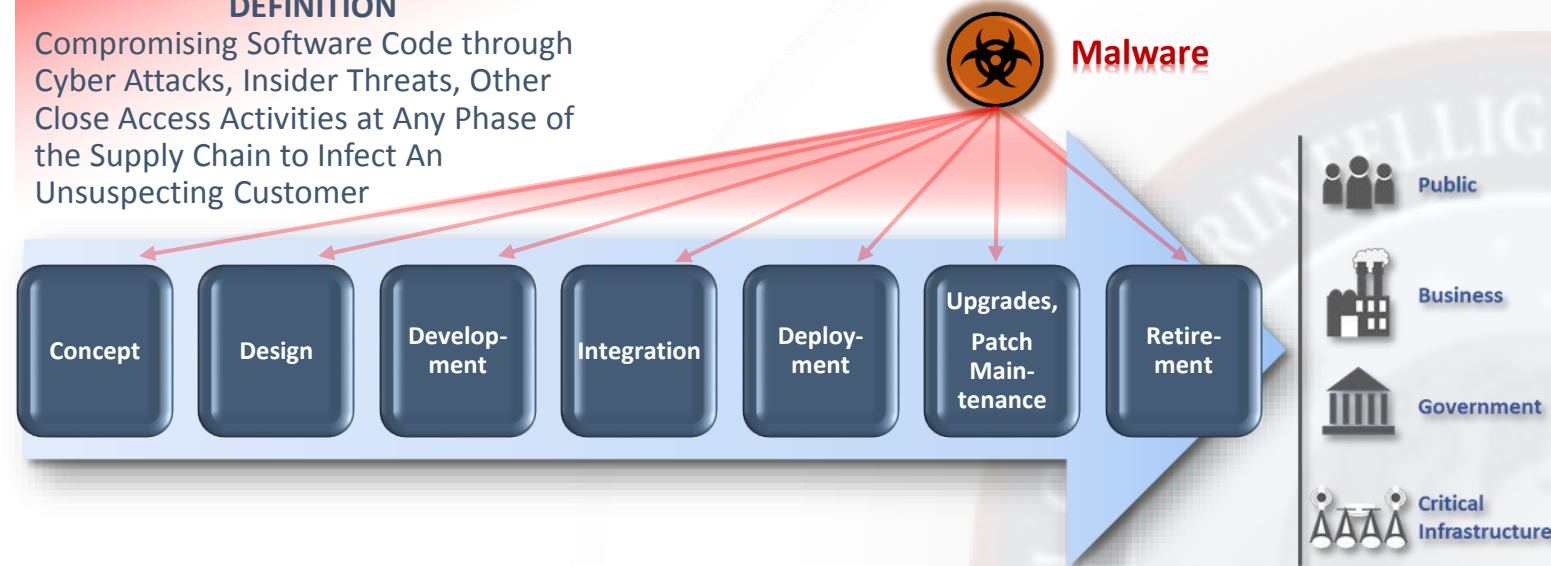 DEFINITION
Compromising Software Code through
Cyber Attacks, Insider Threats, Other
Close Access Activities at Any Phase of
the Supply Chain to Infect An
Unsuspecting Customer
Malware
Concept
Design
Develop-
ment
Integration
Deploy-
ment
Upgrades,
Patch
Main-
tenance
Retire-
ment
Public
Business
Government
Critical
Infrastructure